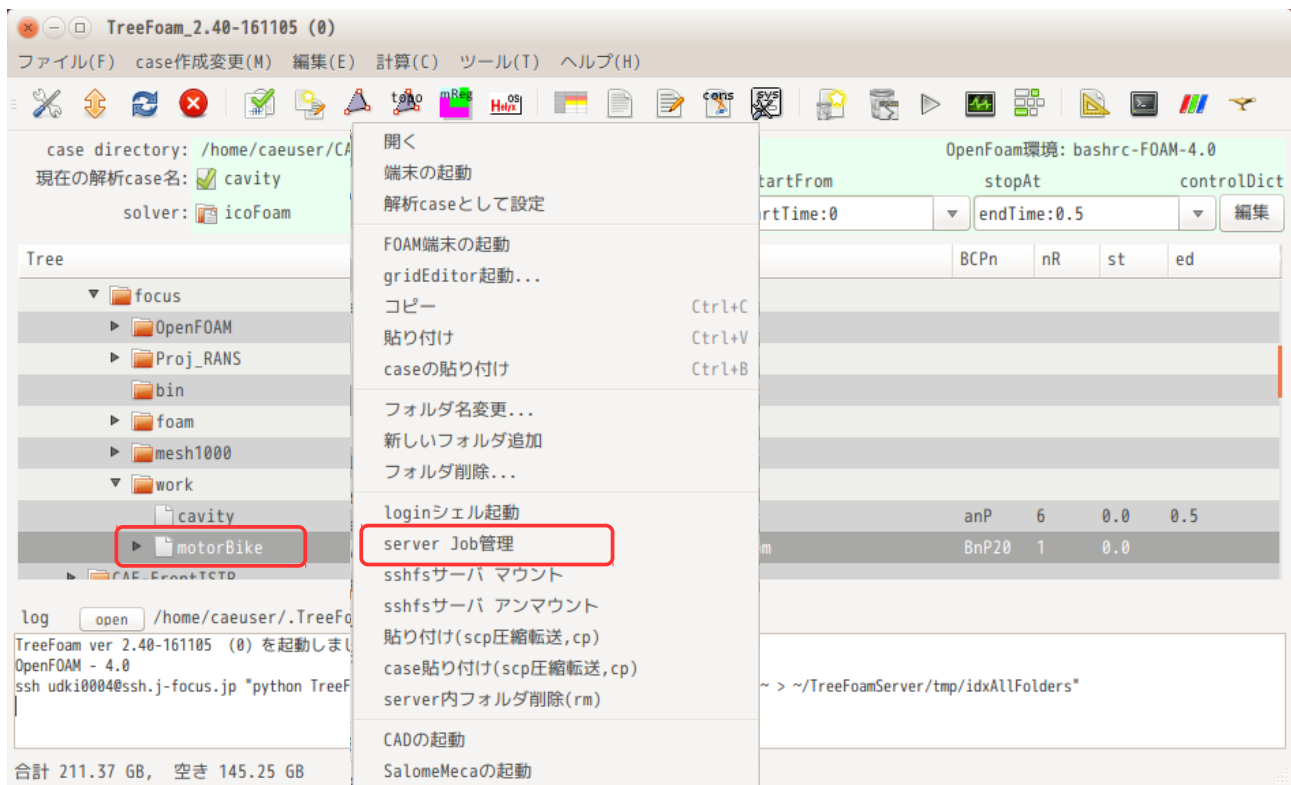 TreeFoam_2.40-161105 (0)
ファイル(F) case作成変更(M) 編集(E) 計算(C) ツール(T) ヘルプ(H)
topo mReg Helyx OS cons sys
case directory: /home/caeuser/CA
OpenFoam環境: bashrc-FOAM-4.0
現在の解析case名: cavity
tartFrom stopAt controlDict
solver: icoFoam
rtTime:0 endTime:0.5 編集
Tree BCPn nR st ed
focus
OpenFOAM
Proj_RANS
bin
foam
mesh1000
work
cavity anP 6 0.0 0.5
motorBike m BnP20 1 0.0
CAE-FrontISTR
開く
端末の起動
解析caseとして設定
FOAM端末の起動
gridEditor起動...
コピー Ctrl+C
貼り付け Ctrl+V
caseの貼り付け Ctrl+B
フォルダ名変更...
新しいフォルダ追加
フォルダ削除...
loginシェル起動
server Job管理
sshfsサーバ マウント
sshfsサーバ アンマウント
貼り付け(scp圧縮転送,cp)
case貼り付け(scp圧縮転送,cp)
server内フォルダ削除(rm)
CADの起動
SalomeMecaの起動
log open /home/caeuser/.TreeFo
TreeFoam ver 2.40-161105 (0) を起動しまし
OpenFOAM - 4.0
ssh udki0004@ssh.j-focus.jp "python TreeF
~ > ~/TreeFoamServer/tmp/idxAllFolders"
合計 211.37 GB, 空き 145.25 GB